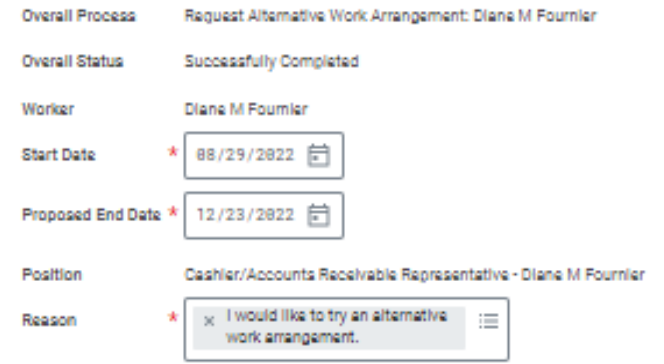 Overall Process Request Alternative Work Arrangement: Diane M Fournier
Overall Status Successfully Completed
Worker Diane M Fournier
Start Date * 08/29/2022
Proposed End Date * 12/23/2022
Position Cashier/Accounts Receivable Representative - Diane M Fournier
Reason * × I would like to try an alternative
work arrangement.